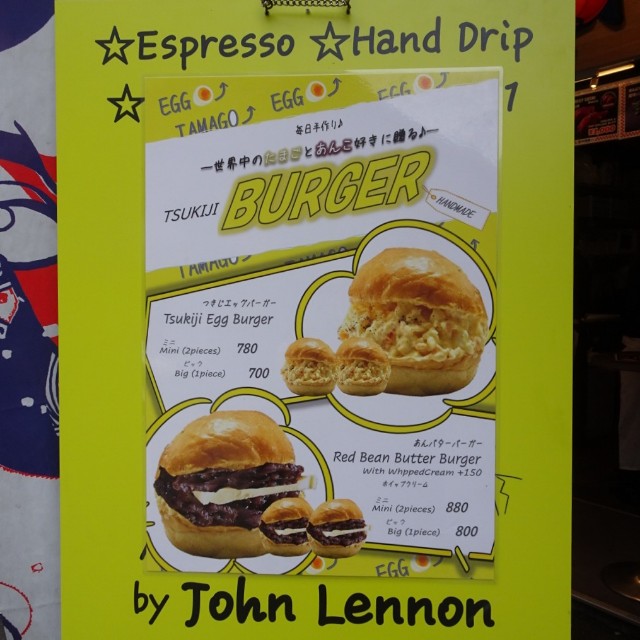 ☆Espresso ☆Hand Drip
☆
1
EGG EGG EGG
TAMAGO
毎日手作り♪
―世界中のたまごとあんこ好きに贈る♪―
TSUKIJI BURGER
HANDMADE
TAMAGO
つきじエッグバーガー
Tsukiji Egg Burger
ミニ
Mini (2pieces) 780
ビッグ
Big (1piece) 700
あんバターバーガー
Red Bean Butter Burger
With WhppedCream +150
ホイップクリーム
ミニ
Mini (2pieces) 880
ビッグ
Big (1piece) 800
EGG
by John Lennon